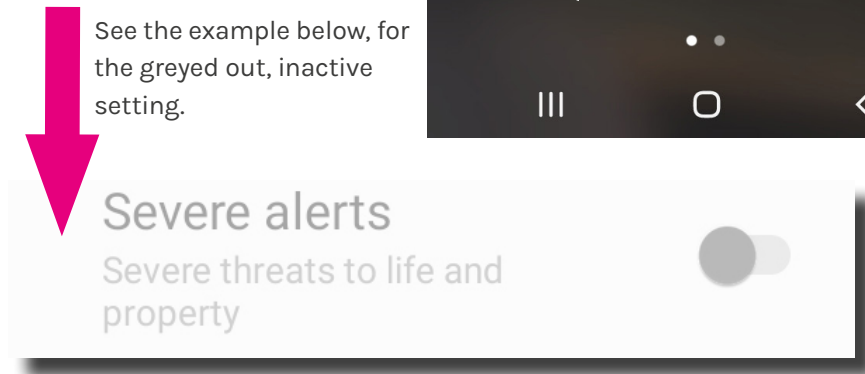 See the example below, for
the greyed out, inactive
setting.
Severe alerts
Severe threats to life and
property